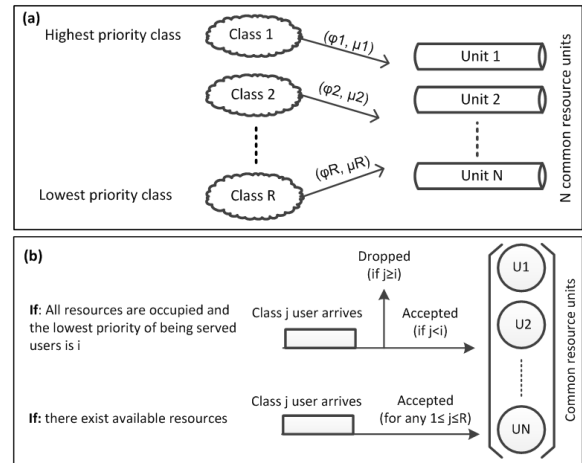 (a)
Highest priority class
Class 1
(φ1, μ1)
Unit 1
Class 2
(φ2, μ2)
Unit 2
Lowest priority class
Class R
(φR, μR)
Unit N
N common resource units
(b)
If: All resources are occupied and
the lowest priority of being served
users is i
Class j user arrives
Dropped
(if j≥i)
Accepted
(if j<i)
If: there exist available resources
Class j user arrives
Accepted
(for any 1≤ j≤R)
U1
U2
UN
Common resource units